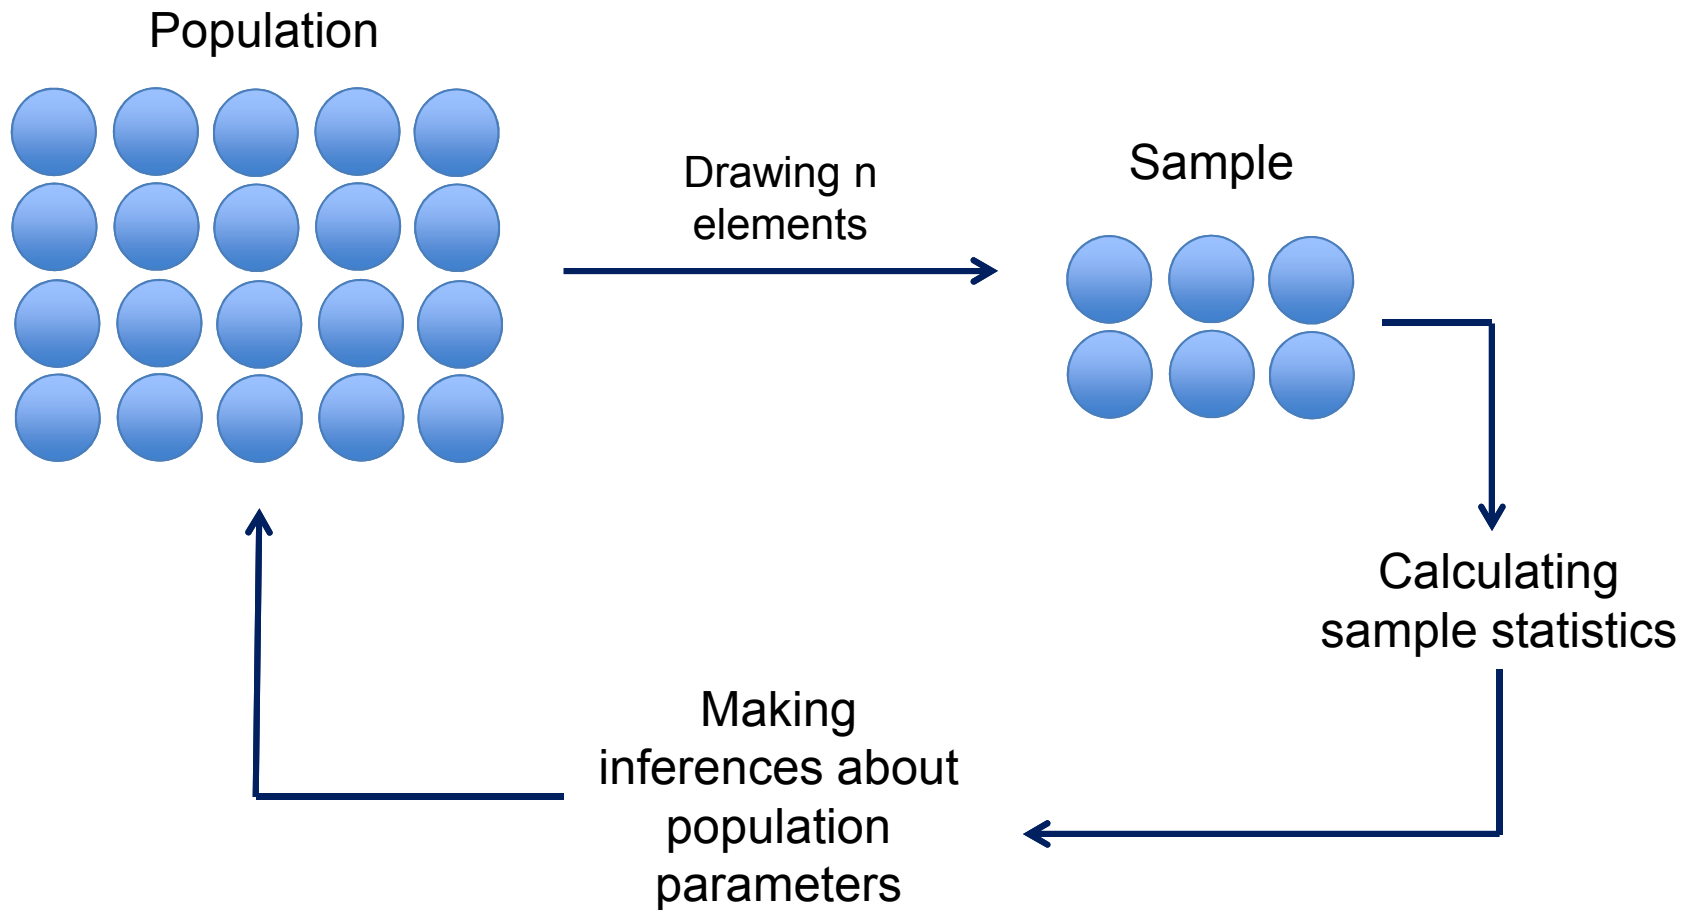 Population
Drawing n
elements
Sample
Calculating
sample statistics
Making
inferences about
population
parameters